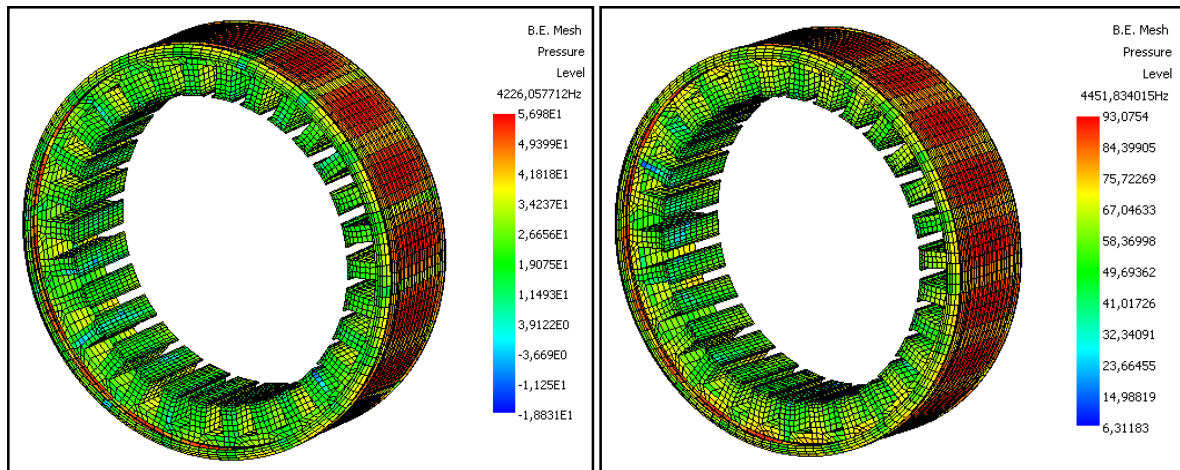 B.E. Mesh
Pressure
Level
4226,057712Hz
5,698E1
4,9399E1
4,1818E1
3,4237E1
2,6656E1
1,9075E1
1,1493E1
3,9122E0
-3,669E0
-1,125E1
-1,8831E1
B.E. Mesh
Pressure
Level
4451,834015Hz
93,0754
84,39905
75,72269
67,04633
58,36998
49,69362
41,01726
32,34091
23,66455
14,98819
6,31183